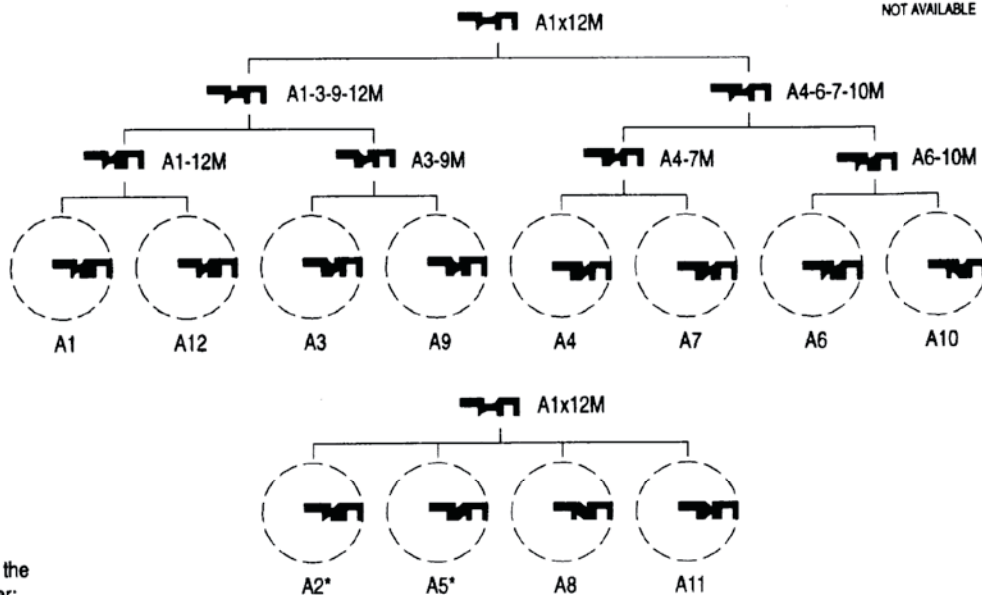 NOT AVAILABLE
A1x12M
A1-3-9-12M
A4-6-7-10M
A1-12M
A3-9M
A4-7M
A6-10M
A1
A12
A3
A9
A4
A7
A6
A10
A1x12M
the
A2*
A5*
A8
A11